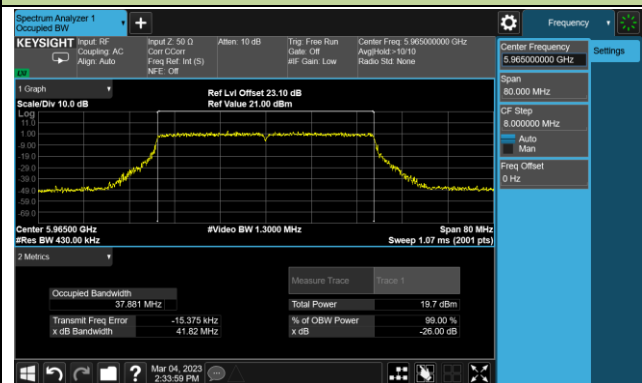 Spectrum Analyzer 1
Occupied BW
Frequency
KEYSIGHT
Input: RF
Coupling: AC
Align: Auto
Input Z: 50 Ω
Corr CCorr
Freq Ref: Int (S)
NFE: Off
Atten: 10 dB
Trig: Free Run
Gate: Off
#IF Gain: Low
Center Freq: 5.965000000 GHz
Avg|Hold:>10/10
Radio Std: None
LXI
Center Frequency
5.965000000 GHz
Settings
Span
80.000 MHz
CF Step
8.000000 MHz
Auto
Man
Freq Offset
0 Hz
1 Graph
Scale/Div 10.0 dB
Ref Lvl Offset 23.10 dB
Ref Value 21.00 dBm
Log
11.0
1.00
-9.00
-19.0
-29.0
-39.0
-49.0
-59.0
-69.0
Center 5.96500 GHz
#Video BW 1.3000 MHz
Span 80 MHz
#Res BW 430.00 kHz
Sweep 1.07 ms (2001 pts)
2 Metrics
Measure Trace
Trace 1
Occupied Bandwidth
37.881 MHz
Total Power
19.7 dBm
Transmit Freq Error
-15.375 kHz
% of OBW Power
99.00 %
x dB Bandwidth
41.82 MHz
x dB
-26.00 dB
Mar 04, 2023
2:33:59 PM